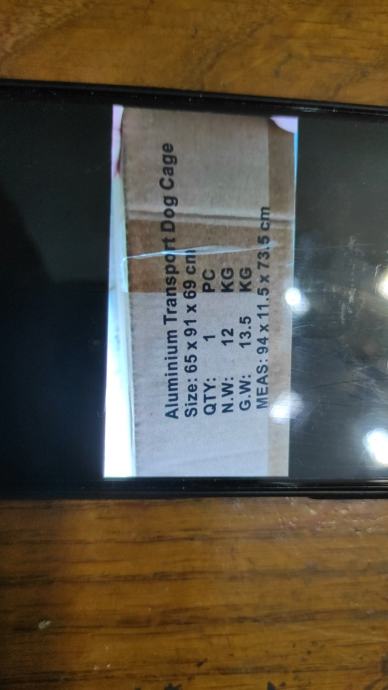 Aluminium Transport Dog Cage
Size: 65 x 91 x 69 cm
QTY: 1 PC
N.W: 12 KG
G.W: 13.5 KG
MEAS: 94 x 11.5 x 73.5 cm